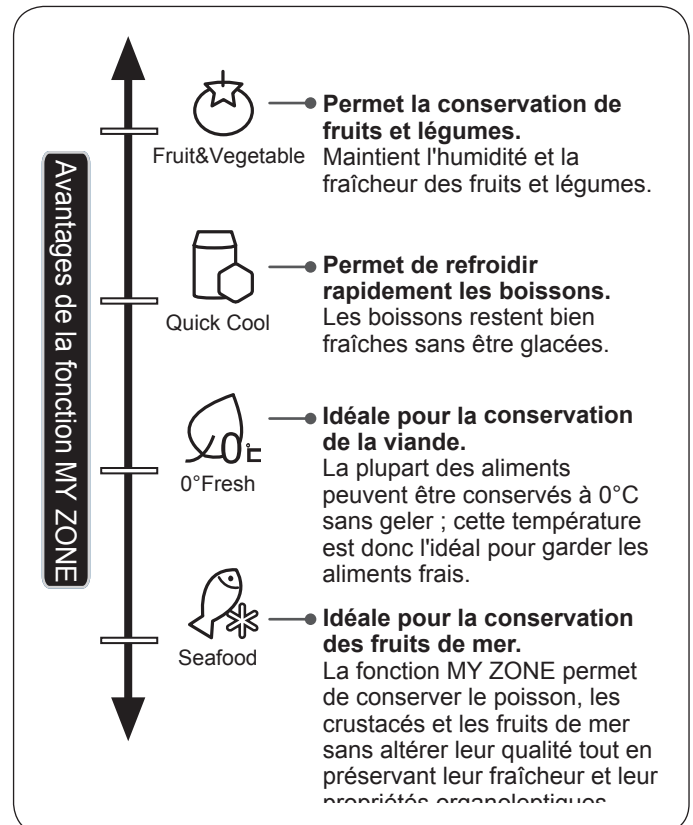 Avantages de la fonction MY ZONE
Fruit&Vegetable
Permet la conservation de
fruits et légumes.
Maintient l'humidité et la
fraîcheur des fruits et légumes.
Quick Cool
Permet de refroidir
rapidement les boissons.
Les boissons restent bien
fraîches sans être glacées.
0°Fresh
Idéale pour la conservation
de la viande.
La plupart des aliments
peuvent être conservés à 0°C
sans geler ; cette température
est donc l'idéal pour garder les
aliments frais.
Seafood
Idéale pour la conservation
des fruits de mer.
La fonction MY ZONE permet
de conserver le poisson, les
crustacés et les fruits de mer
sans altérer leur qualité tout en
préservant leur fraîcheur et leur
propriétés organoleptiques